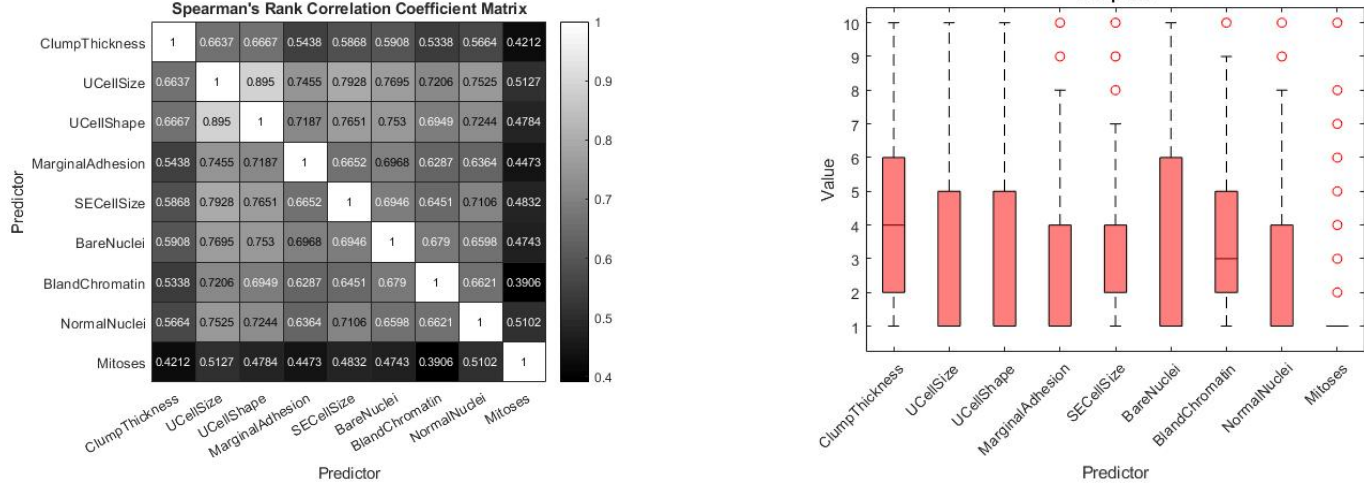 Spearman's Rank Correlation Coefficient Matrix
Predictor
ClumpThickness 1 0.6637 0.6667 0.5438 0.5868 0.5908 0.5338 0.5664 0.4212
UCellSize 0.6637 1 0.895 0.7455 0.7928 0.7695 0.7206 0.7525 0.5127
UCellShape 0.6667 0.895 1 0.7187 0.7651 0.753 0.6949 0.7244 0.4784
MarginalAdhesion 0.5438 0.7455 0.7187 1 0.6652 0.6968 0.6287 0.6364 0.4473
SECellSize 0.5868 0.7928 0.7651 0.6652 1 0.6946 0.6451 0.7106 0.4832
BareNuclei 0.5908 0.7695 0.753 0.6968 0.6946 1 0.679 0.6598 0.4743
BlandChromatin 0.5338 0.7206 0.6949 0.6287 0.6451 0.679 1 0.6621 0.3906
NormalNuclei 0.5664 0.7525 0.7244 0.6364 0.7106 0.6598 0.6621 1 0.5102
Mitoses 0.4212 0.5127 0.4784 0.4473 0.4832 0.4743 0.3906 0.5102 1
ClumpThickness UCellSize UCellShape MarginalAdhesion SECellSize BareNuclei BlandChromatin NormalNuclei Mitoses
Predictor
1
0.9
0.8
0.7
0.6
0.5
0.4
Value
10
9
8
7
6
5
4
3
2
1
ClumpThickness UCellSize UCellShape MarginalAdhesion SECellSize BareNuclei BlandChromatin NormalNuclei Mitoses
Predictor